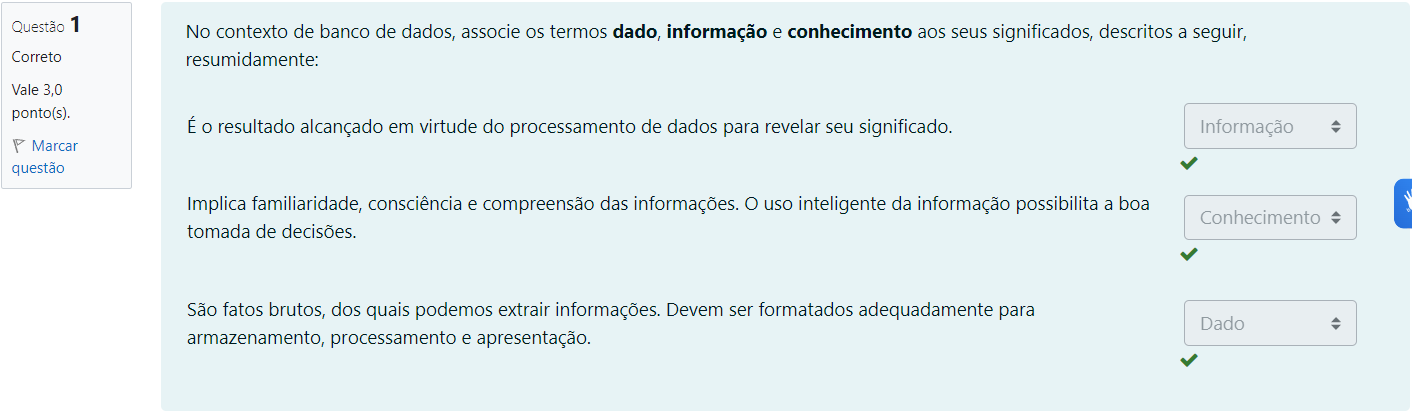 Questão 1
Correto
Vale 3,0
ponto(s).
Marcar
questão
No contexto de banco de dados, associe os termos dado, informação e conhecimento aos seus significados, descritos a seguir,
resumidamente:
É o resultado alcançado em virtude do processamento de dados para revelar seu significado.
Informação
Implica familiaridade, consciência e compreensão das informações. O uso inteligente da informação possibilita a boa
tomada de decisões.
Conhecimento
São fatos brutos, dos quais podemos extrair informações. Devem ser formatados adequadamente para
armazenamento, processamento e apresentação.
Dado